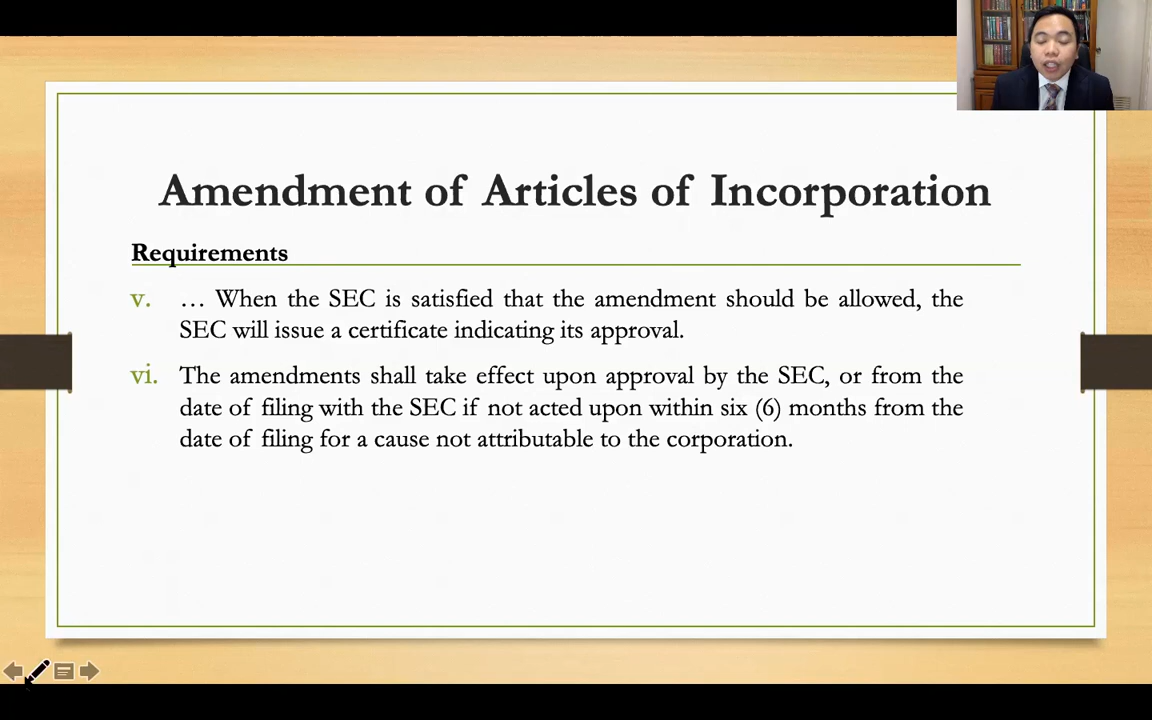 Amendment of Articles of Incorporation
Requirements
v. … When the SEC is satisfied that the amendment should be allowed, the
SEC will issue a certificate indicating its approval.
vi. The amendments shall take effect upon approval by the SEC, or from the
date of filing with the SEC if not acted upon within six (6) months from the
date of filing for a cause not attributable to the corporation.